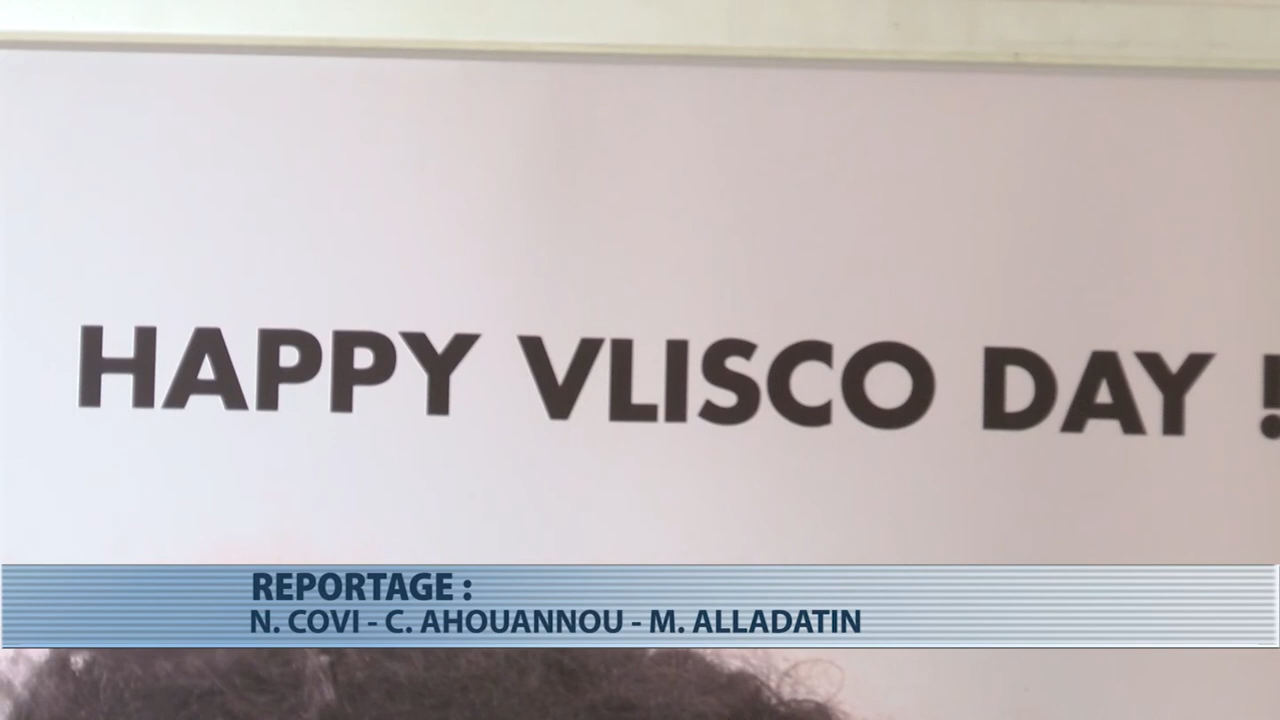 HAPPY VLISCO DAY !
REPORTAGE :
N. COVI - C. AHOUANNOU - M. ALLADATIN